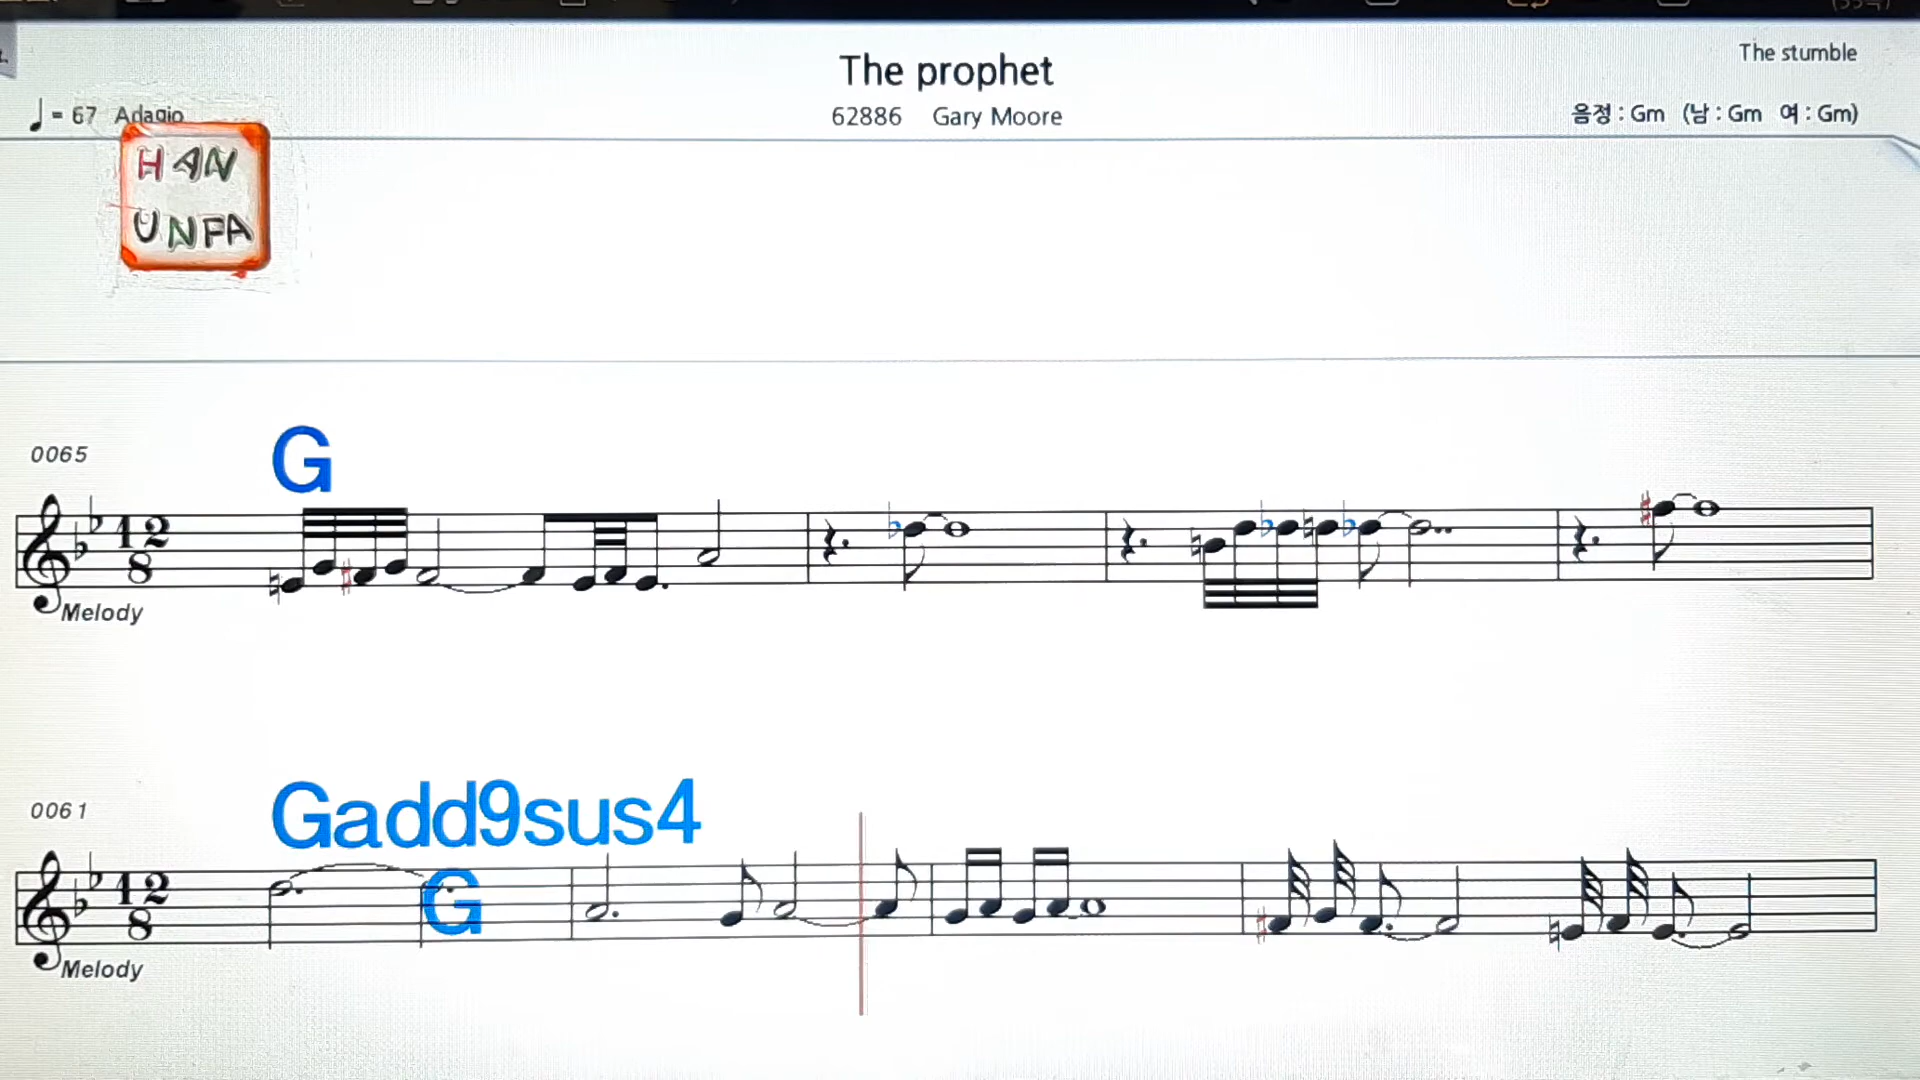 The stumble
The prophet
♩ = 67 Adagio
62886 Gary Moore
음정 : Gm (남 : Gm 여 : Gm)
HAN
UNFA
G
0065
12
8
Melody
Gadd9sus4
0061
G
12
8
Melody